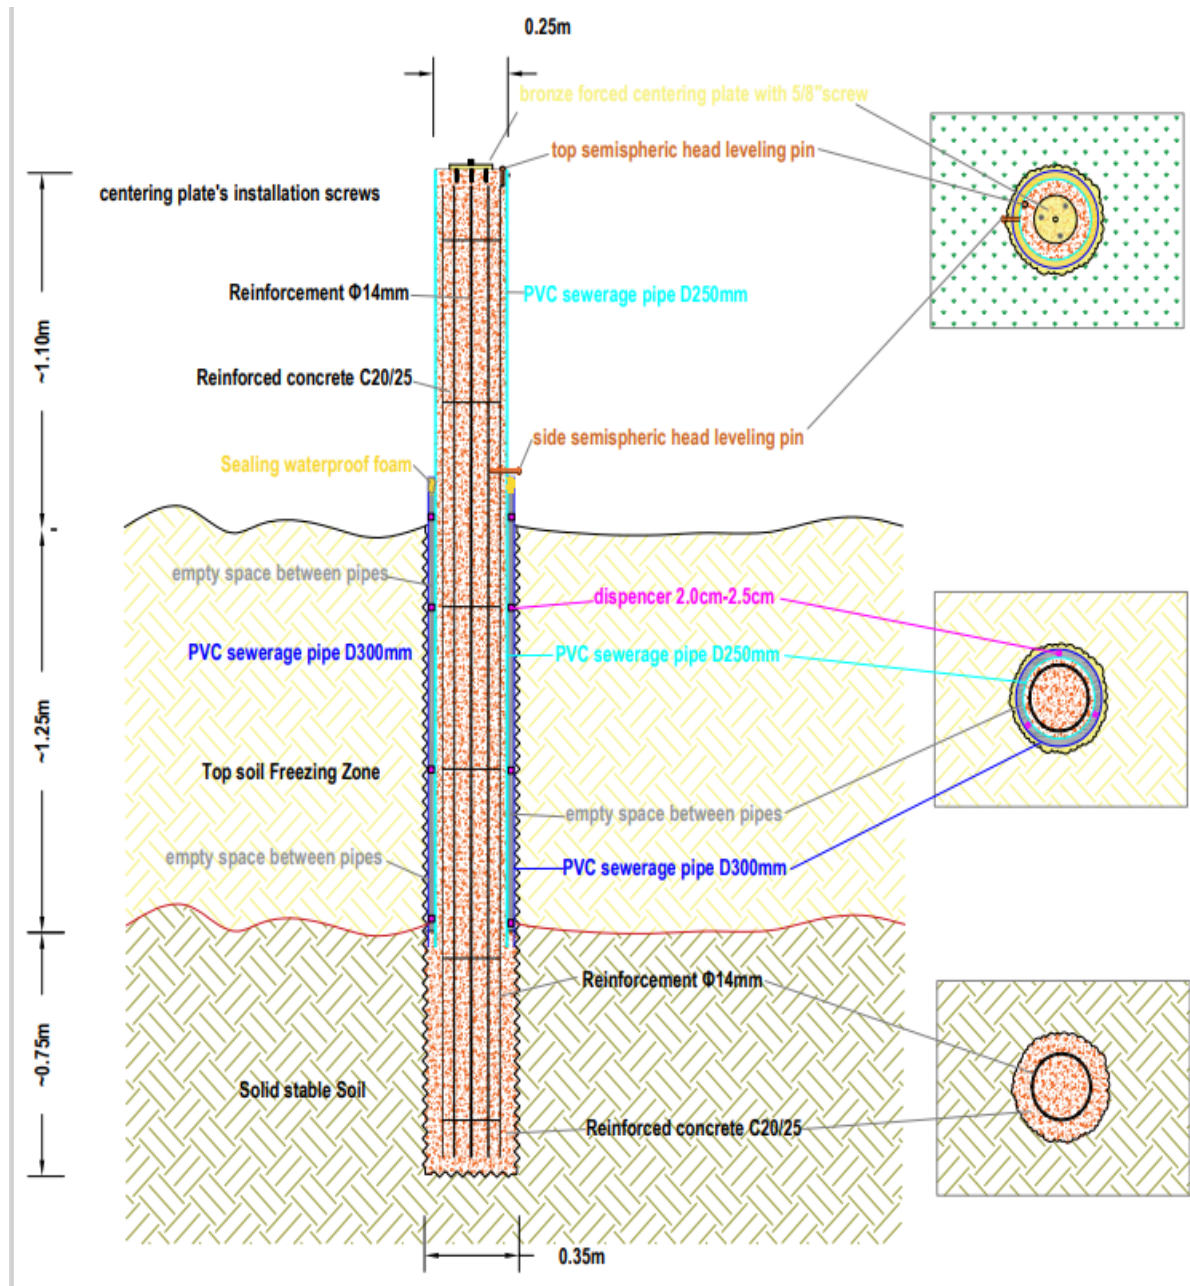 0.25m
bronze forced centering plate with 5/8"screw
top semispheric head leveling pin
centering plate's installation screws
Reinforcement Φ14mm
PVC sewerage pipe D250mm
~1.10m
Reinforced concrete C20/25
side semispheric head leveling pin
Sealing waterproof foam
empty space between pipes
dispencer 2.0cm-2.5cm
PVC sewerage pipe D300mm
PVC sewerage pipe D250mm
~1.25m
Top soil Freezing Zone
empty space between pipes
empty space between pipes
PVC sewerage pipe D300mm
Reinforcement Φ14mm
~0.75m
Solid stable Soil
Reinforced concrete C20/25
0.35m